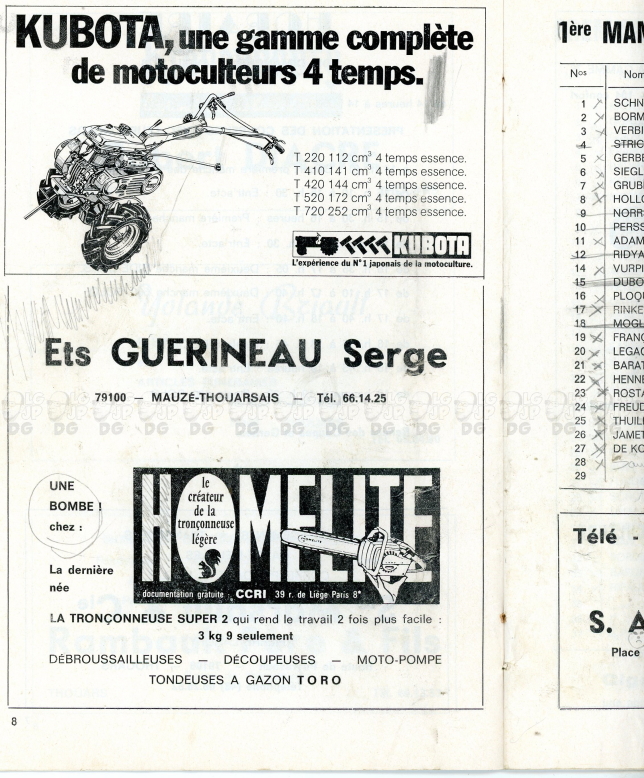 KUBOTA, une gamme complète
de motoculteurs 4 temps.
T 220 112 cm³ 4 temps essence.
T 410 141 cm³ 4 temps essence.
T 420 144 cm³ 4 temps essence.
T 520 172 cm³ 4 temps essence.
T 720 252 cm³ 4 temps essence.
KUBOTA
L'expérience du N°1 japonais de la motoculture.
Ets GUERINEAU Serge
79100 — MAUZÉ-THOUARSAIS — Tél. 66.14.25
UNE
BOMBE !
chez :
La dernière
née
le
créateur
de la
tronçonneuse
légère
HOMELITE
documentation gratuite : CCRI 39 r. de Liège Paris 8e
LA TRONÇONNEUSE SUPER 2 qui rend le travail 2 fois plus facile :
3 kg 9 seulement
DÉBROUSSAILLEUSES — DÉCOUPEUSES — MOTO-POMPE
TONDEUSES A GAZON TORO
8
1ère MAN
Nos Nom
1 SCHN
2 BORM
3 VERBI
4 STRIC
5 GERBE
6 SIEGL
7 GRUB
8 HOLLO
9 NORR
10 PERSS
11 ADAM
12 RIDYA
14 VURPI
15 DUBO
16 PLOQU
17 RINKE
18 MOGL
19 FRANÇ
20 LEGAC
21 BARAT
22 HENNE
23 ROSTA
24 FREUD
25 THUILL
26 JAMET
27 DE KO
28
29
Télé -
S. A
Place